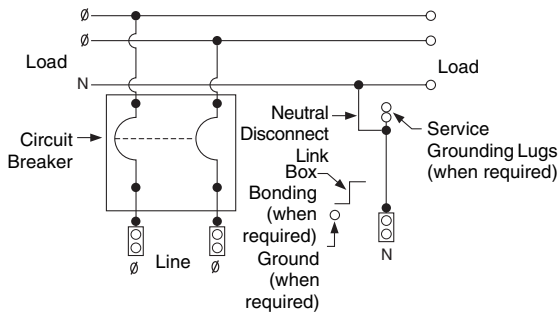 Ø
Ø
Load
N
Load
Circuit
Breaker
Neutral
Disconnect
Link
Service
Grounding Lugs
(when required)
Box
Bonding
(when
required)
Ground
(when
required)
Ø
Line
Ø
N